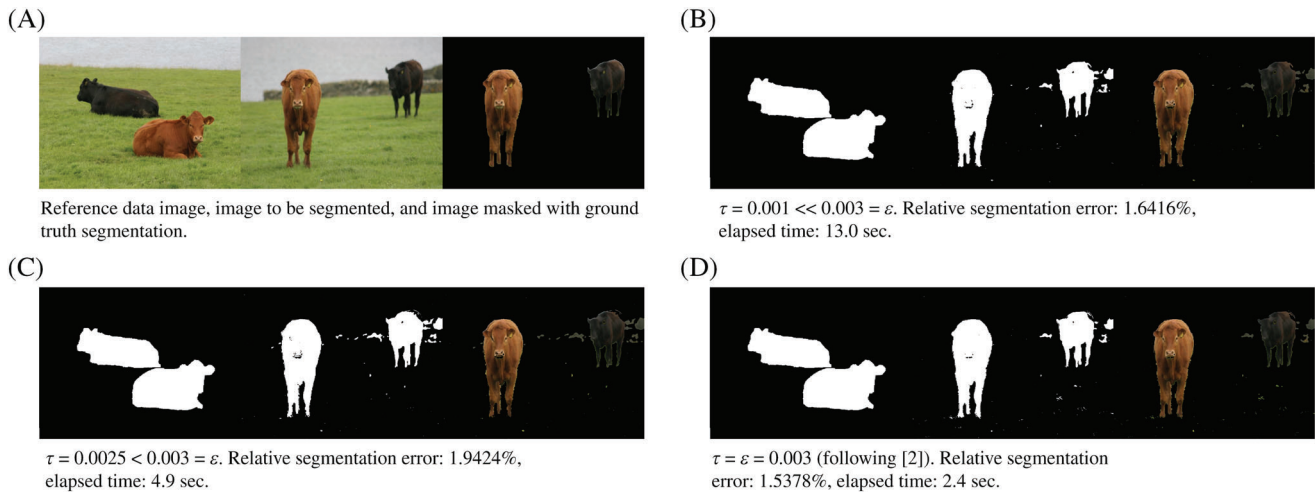 (A)
Reference data image, image to be segmented, and image masked with ground
truth segmentation.
(B)
τ = 0.001 << 0.003 = ε. Relative segmentation error: 1.6416%,
elapsed time: 13.0 sec.
(C)
τ = 0.0025 < 0.003 = ε. Relative segmentation error: 1.9424%,
elapsed time: 4.9 sec.
(D)
τ = ε = 0.003 (following [2]). Relative segmentation
error: 1.5378%, elapsed time: 2.4 sec.